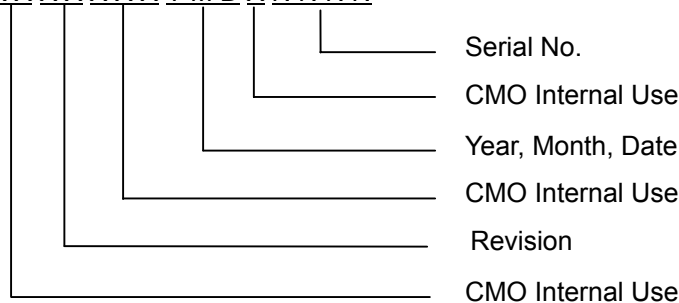 Serial No.
CMO Internal Use
Year, Month, Date
CMO Internal Use
Revision
CMO Internal Use